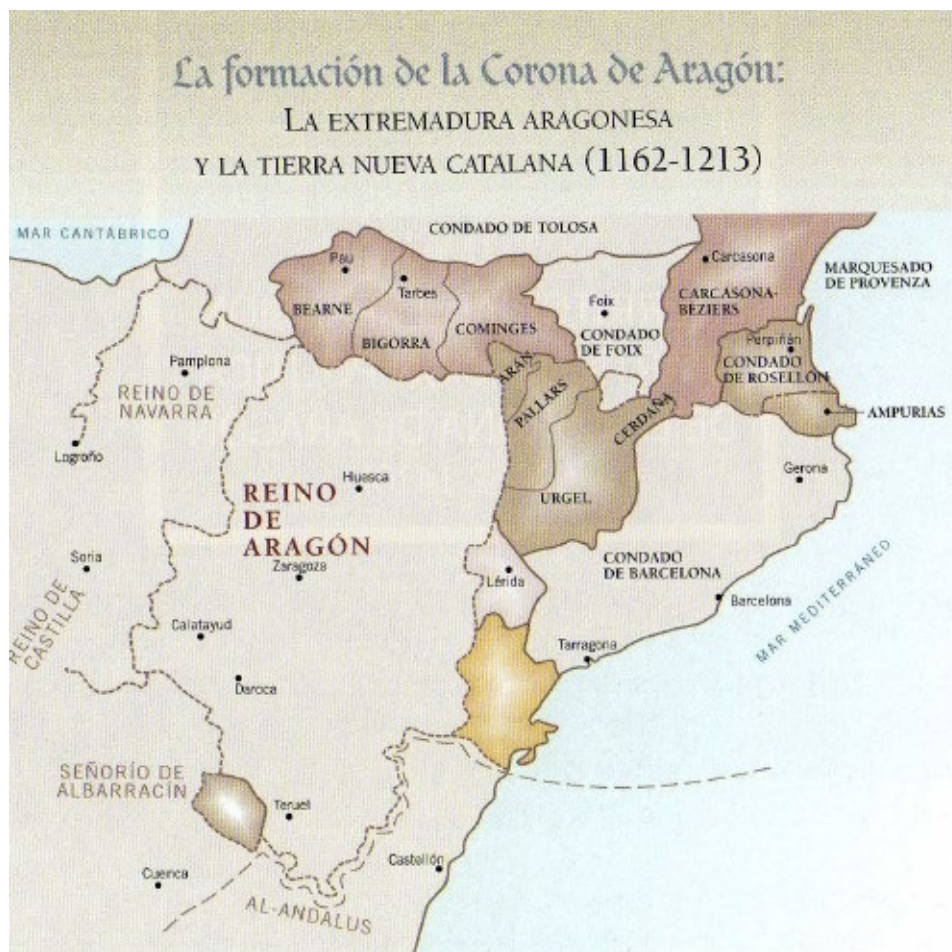 La formación de la Corona de Aragón:
LA EXTREMADURA ARAGONESA
Y LA TIERRA NUEVA CATALANA (1162-1213)
MAR CANTÁBRICO
CONDADO DE TOLOSA
Pau
Tarbes
Carcasona
MARQUESADO
DE PROVENZA
BEARNE
BIGORRA
COMINGES
Foix
CONDADO
DE FOIX
CARCASONA-
BÉZIERS
Perpiñán
CONDADO
DE ROSELLÓN
AMPURIAS
ARÁN
PALLARS
CERDAÑA
URGEL
Pamplona
REINO DE
NAVARRA
Logroño
Huesca
Gerona
REINO
DE
ARAGÓN
Soria
Zaragoza
Lérida
CONDADO
DE BARCELONA
Barcelona
MAR MEDITERRÁNEO
REINO DE
CASTILLA
Calatayud
Tarragona
Daroca
SEÑORÍO DE
ALBARRACÍN
Teruel
Castellón
Cuenca
AL-ANDALUS